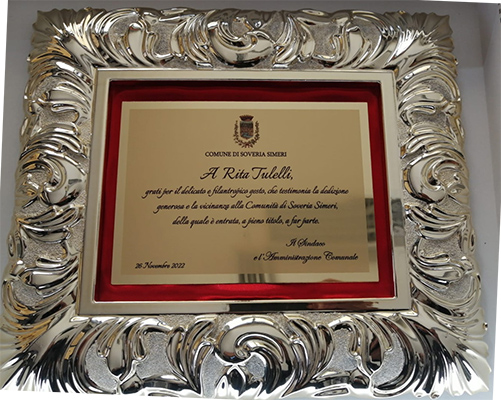 COMUNE DI SOVERIA SIMERI
A Rita Tulelli,
grati per il delicato e filantropico gesto, che testimonia la dedizione
generosa e la vicinanza alla Comunità di Soveria Simeri,
della quale è entrata, a pieno titolo, a far parte.
Il Sindaco
e l'Amministrazione Comunale
26 Novembre 2022